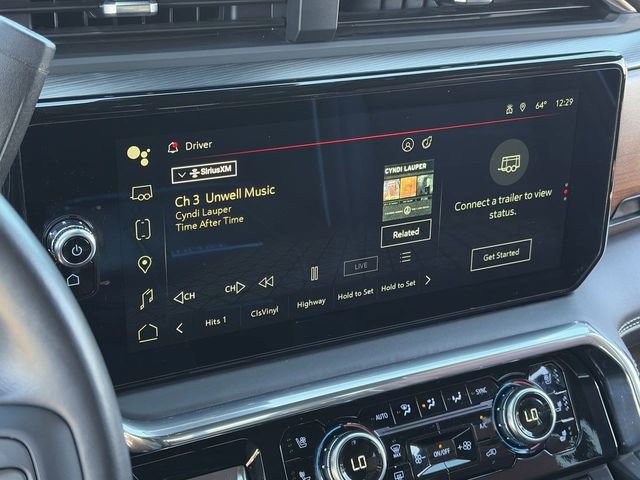 64° 12:29
Driver
SiriusXM
Ch 3 Unwell Music
Cyndi Lauper
Time After Time
CYNDI LAUPER
Related
Connect a trailer to view
status.
Get Started
CH
CH
LIVE
Hits 1
ClsVinyl
Highway
Hold to Set
Hold to Set
AUTO
SYNC
A/C
MAX
ON/OFF
LO
LO